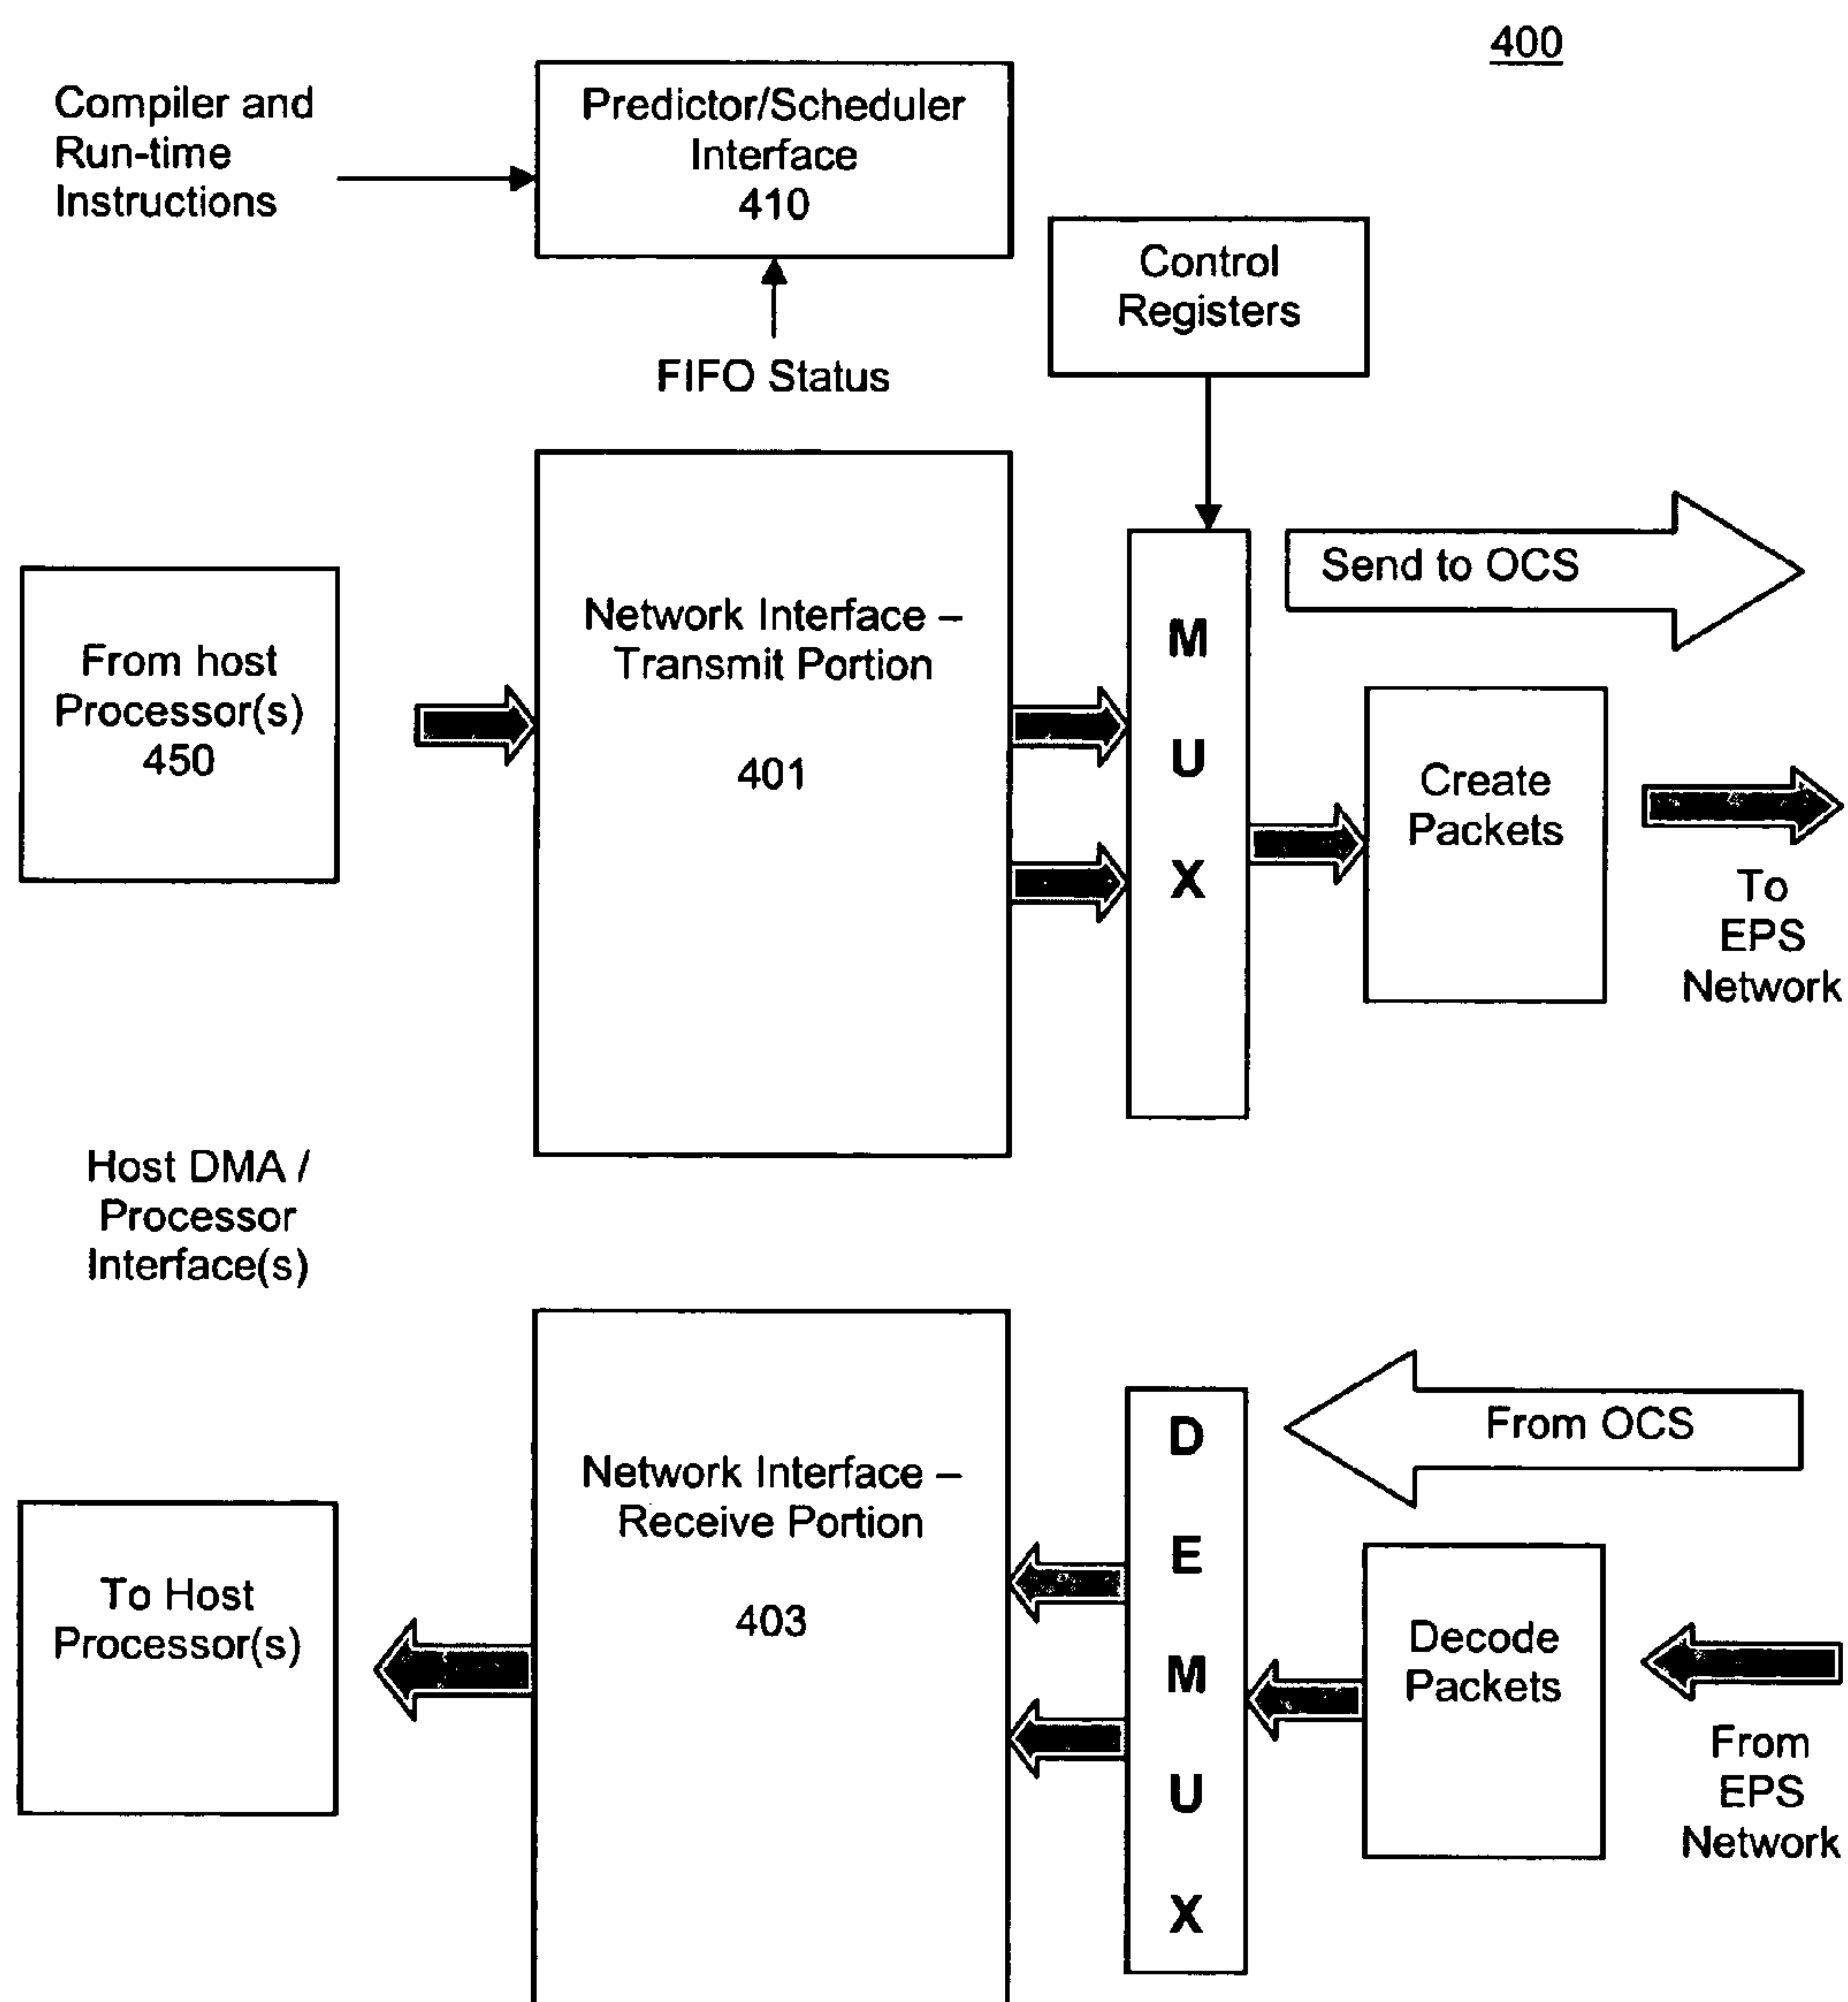 400
Compiler and
Run-time
Instructions
Predictor/Scheduler
Interface
410
Control
Registers
FIFO Status
Send to OCS
From host
Processor(s)
450
Network Interface –
Transmit Portion
401
M
U
X
Create
Packets
To
EPS
Network
Host DMA /
Processor
Interface(s)
From OCS
To Host
Processor(s)
Network Interface –
Receive Portion
403
D
E
M
U
X
Decode
Packets
From
EPS
Network